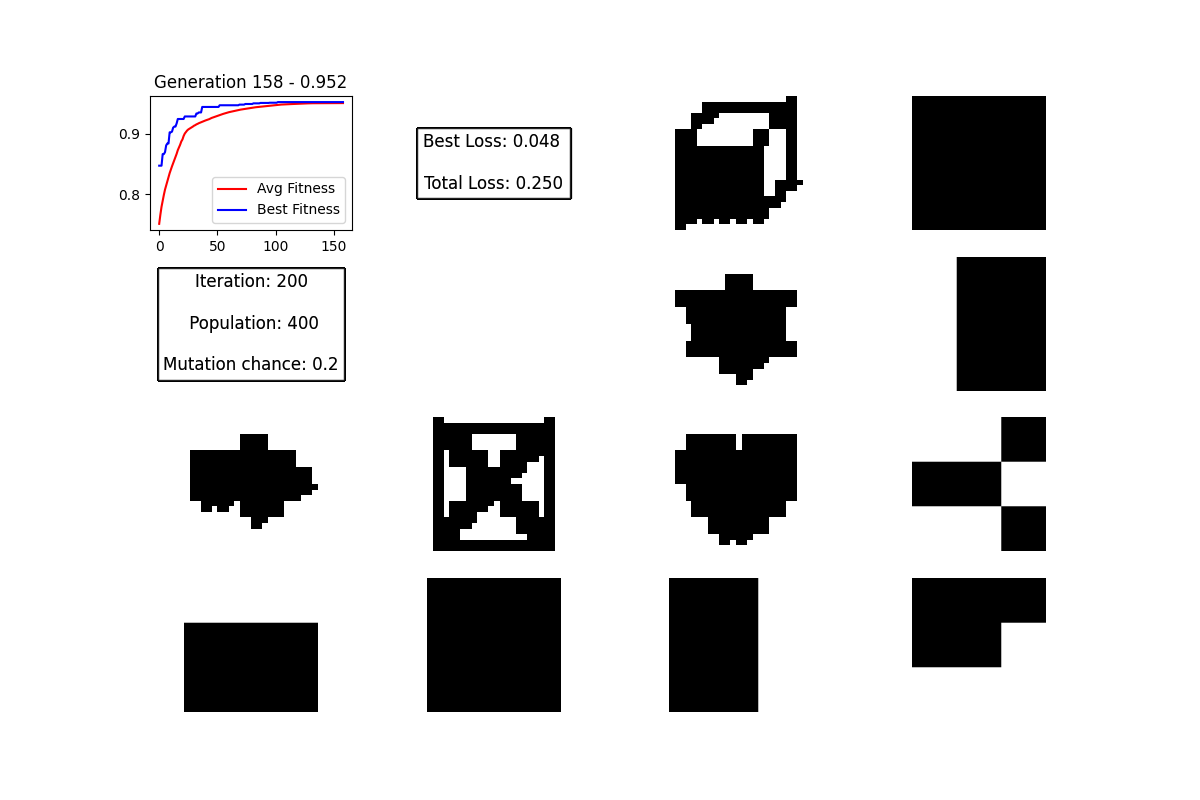 Generation 158 - 0.952
0.9
0.8
Avg Fitness
Best Fitness
0
50
100
150
Best Loss: 0.048
Total Loss: 0.250
Iteration: 200
Population: 400
Mutation chance: 0.2